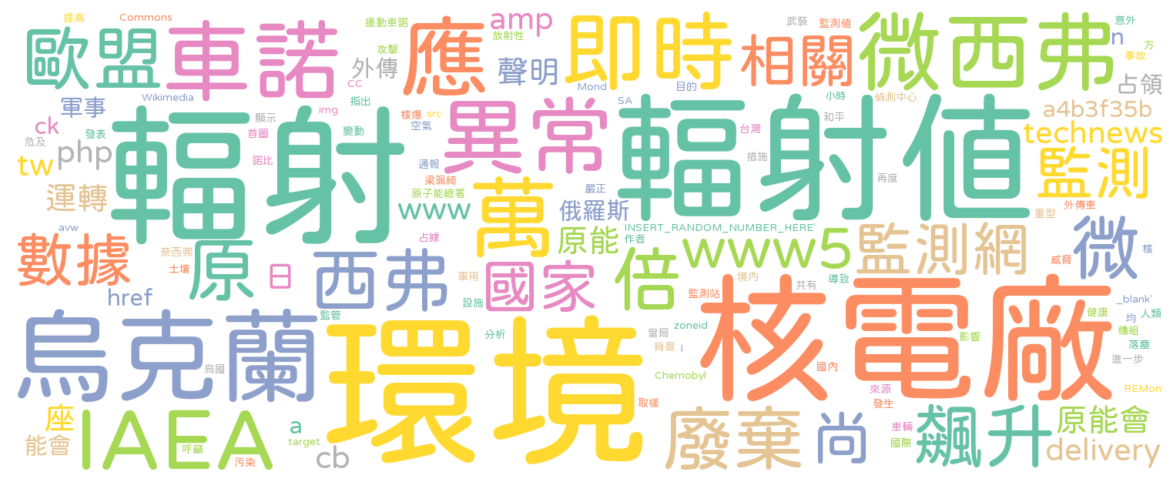 提高 Commons 擾動車諾 amp 武裝 監測值 意外
歐盟 車諾 攻擊 應 放射性 即時 相關 微西弗 n 方
外傳 聲明 事故
CC Mond 目的 占領
軍事 Wikimedia 指出 SA 小時 偵測中心
輻射 顯示 img 核爆 src 異常 輻射值 和平 a4b3f35b
ck 發表 首圖 變動 空氣 台灣 technews
危及 php 諾比 通報 措施 監測
tw 梁珮綺 嚴正 再度
運轉 原子能總署 萬 俄羅斯 外傳車
www 重型
avw 占據 原能 INSERT_RANDOM_NUMBER_HERE' 微
數據 奈西弗 原 作者 www5 監測網 核
土壤 日 西弗 軍用 國家 倍 境內 導致 威脅
href 設施 監測站 共有 _blank'
監管 核電廠 健康 均 人類
烏克蘭 環境 分析 當局 zoneid 影響 機組
背景 I 落塵
烏國 Chernobyl 國內 進一步
來源 REMon
座 IAEA 取樣 發生
a 廢棄 尚 車輛 飆升 原能會
能會 呼籲 target 國際
污染 cb delivery